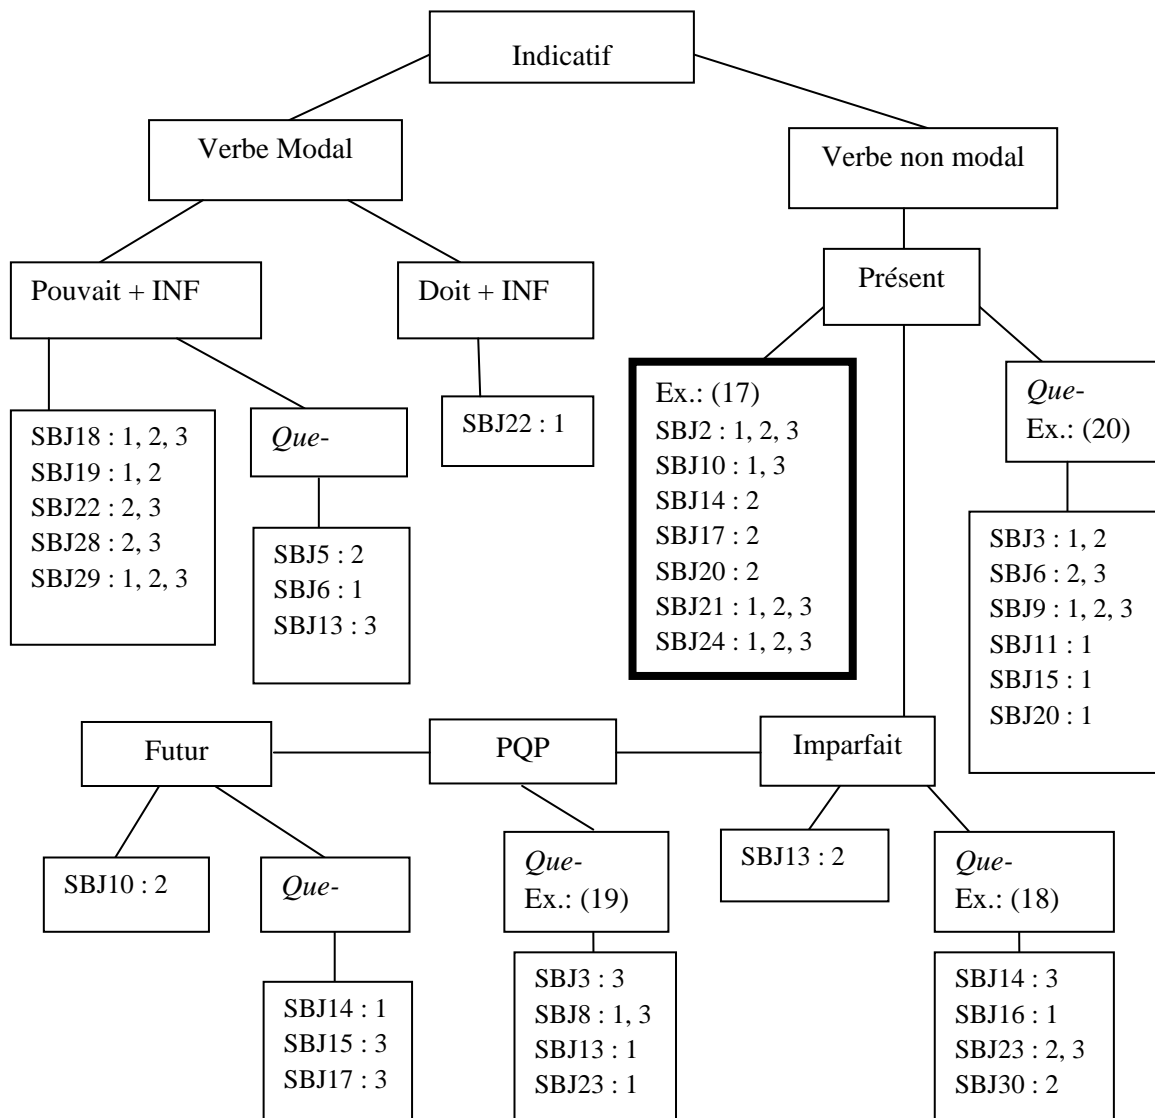 Indicatif
Verbe Modal
Verbe non modal
Pouvait + INF
Doit + INF
Présent
SBJ18 : 1, 2, 3
SBJ19 : 1, 2
SBJ22 : 2, 3
SBJ28 : 2, 3
SBJ29 : 1, 2, 3
Que-
SBJ5 : 2
SBJ6 : 1
SBJ13 : 3
SBJ22 : 1
Ex.: (17)
SBJ2 : 1, 2, 3
SBJ10 : 1, 3
SBJ14 : 2
SBJ17 : 2
SBJ20 : 2
SBJ21 : 1, 2, 3
SBJ24 : 1, 2, 3
Que-
Ex.: (20)
SBJ3 : 1, 2
SBJ6 : 2, 3
SBJ9 : 1, 2, 3
SBJ11 : 1
SBJ15 : 1
SBJ20 : 1
Futur
PQP
Imparfait
SBJ10 : 2
Que-
SBJ14 : 1
SBJ15 : 3
SBJ17 : 3
Que-
Ex.: (19)
SBJ3 : 3
SBJ8 : 1, 3
SBJ13 : 1
SBJ23 : 1
SBJ13 : 2
Que-
Ex.: (18)
SBJ14 : 3
SBJ16 : 1
SBJ23 : 2, 3
SBJ30 : 2